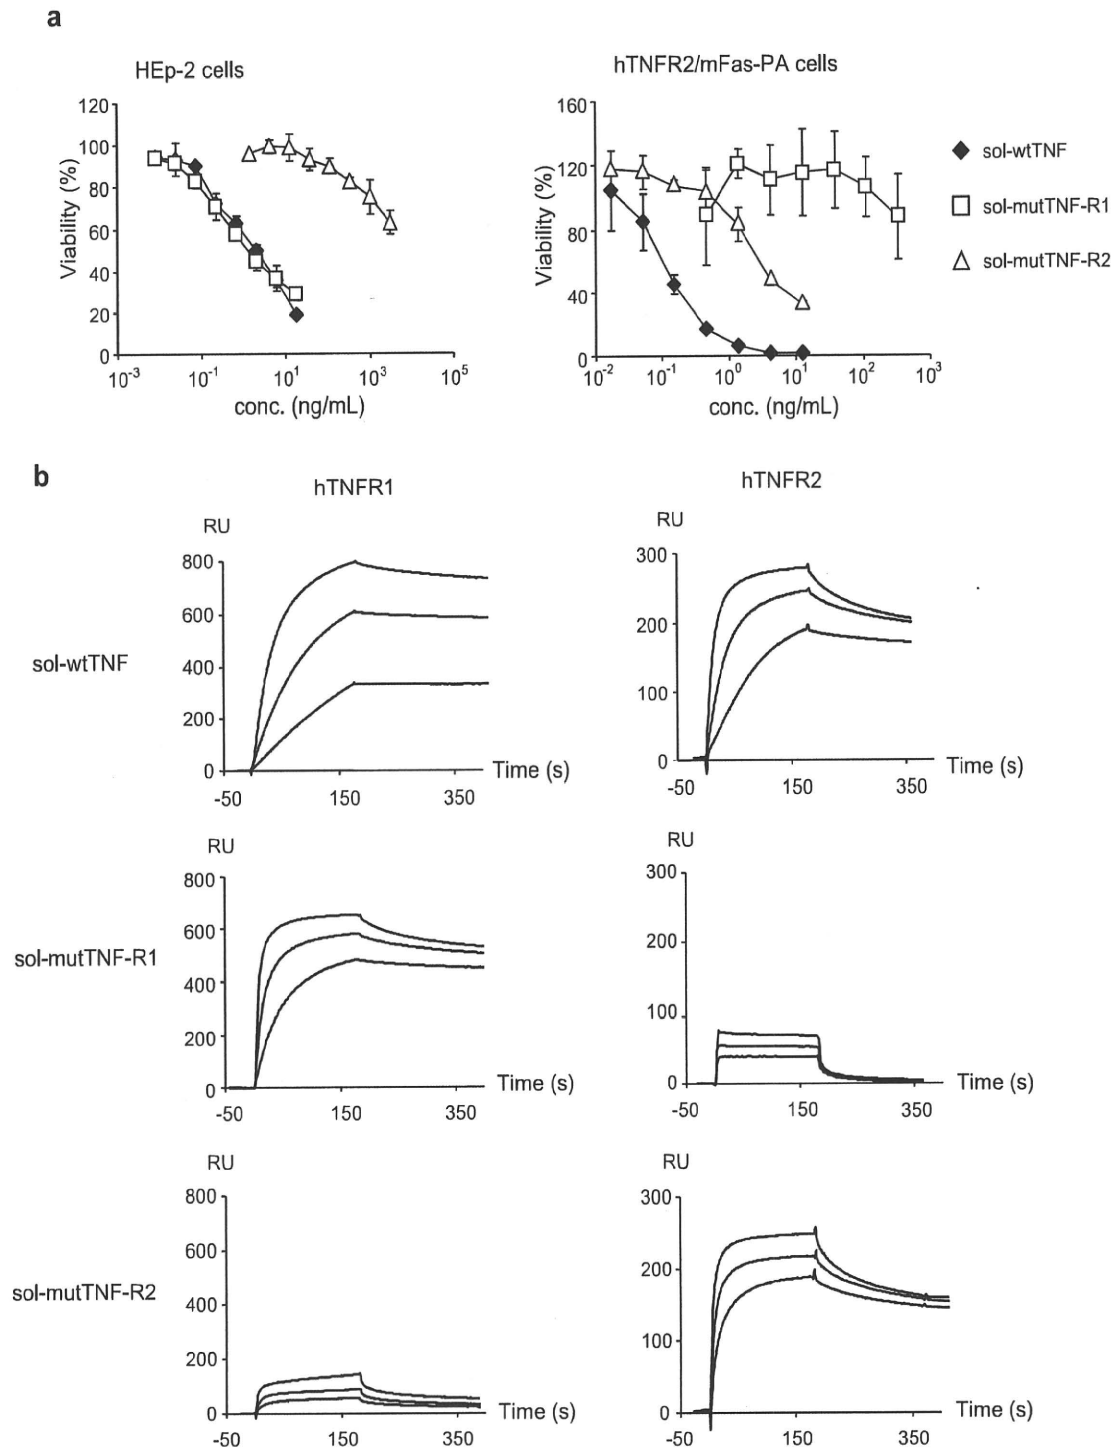 a
HEp-2 cells
120
100
80
60
40
20
0
Viability (%)
10-3
10-1
101
103
105
conc. (ng/mL)
hTNFR2/mFas-PA cells
160
120
80
40
0
Viability (%)
10-2
10-1
100
101
102
103
conc. (ng/mL)
sol-wtTNF
sol-mutTNF-R1
sol-mutTNF-R2
b
hTNFR1
hTNFR2
sol-wtTNF
RU
800
600
400
200
0
-50
150
350
Time (s)
RU
300
200
100
0
-50
150
350
Time (s)
sol-mutTNF-R1
RU
800
600
400
200
0
-50
150
350
Time (s)
RU
300
200
100
0
-50
150
350
Time (s)
sol-mutTNF-R2
RU
800
600
400
200
0
-50
150
350
Time (s)
RU
300
200
100
0
-50
150
350
Time (s)